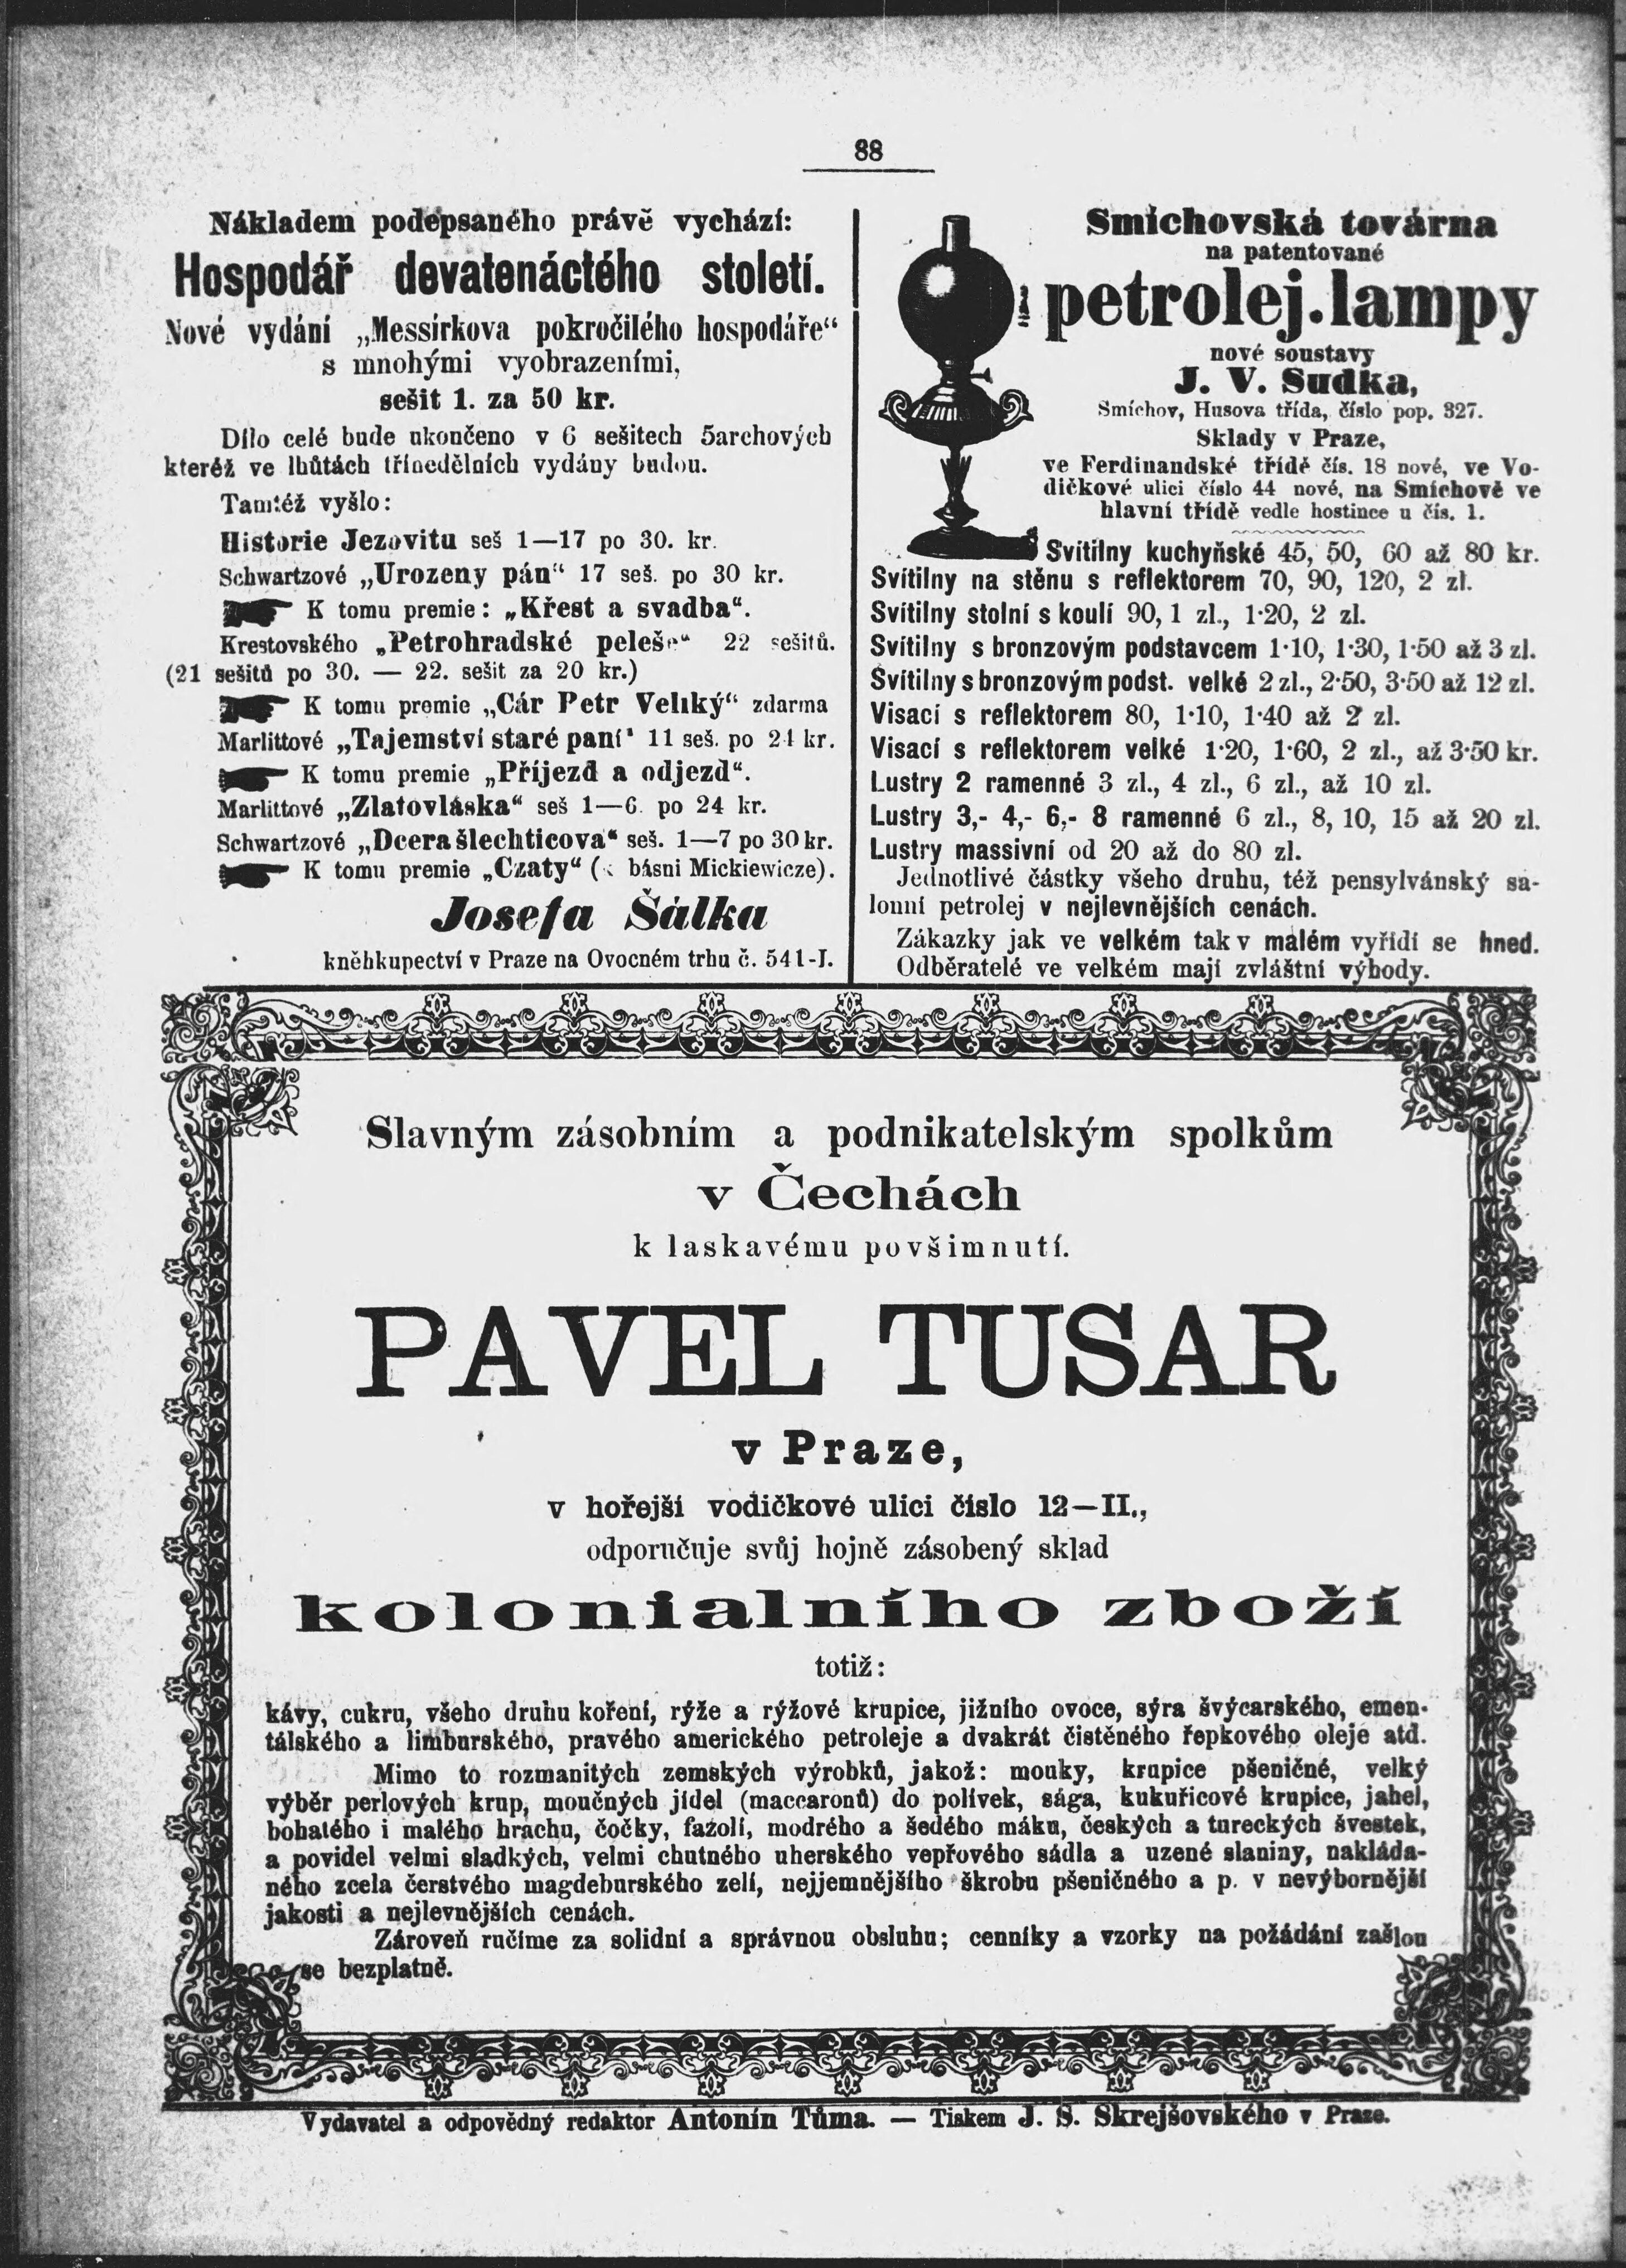 88
Nákladem podepsaného právě vychází:
Hospodář devatenáctého století.
Nové vydání „Messírkova pokročilého hospodáře“
s mnohými vyobrazeními,
sešit 1. za 50 kr.
Dílo celé bude ukončeno v 6 sešitech 5archových
kteréž ve lhůtách třínedělních vydány budou.
Tamtéž vyšlo:
Historie Jezovitu seš 1—17 po 30. kr.
Schwartzové „Urozeny pán“ 17 seš. po 30 kr.
K tomu premie: „Křest a svadba“.
Krestovského „Petrohradské peleše“ 22 sešitů.
(21 sešitů po 30. — 22. sešit za 20 kr.)
K tomu premie „Cár Petr Veliký“ zdarma
Marlittové „Tajemství staré paní“ 11 seš. po 24 kr.
K tomu premie „Příjezd a odjezd“.
Marlittové „Zlatovláska“ seš 1—6. po 24 kr.
Schwartzové „Dcera šlechticova“ seš. 1—7 po 30 kr.
K tomu premie „Czaty“ ( básni Mickiewicze).
Josefa Šálka
kněhkupectví v Praze na Ovocném trhu č. 541-I.
Smíchovská továrna
na patentované
petrolej. lampy
nové soustavy
J. V. Sudka,
Smíchov, Husova třída, číslo pop. 327.
Sklady v Praze,
ve Ferdinandské třídě čís. 18 nové, ve Vo-
dičkové ulici číslo 44 nové, na Smíchově ve
hlavní třídě vedle hostince u čís. 1.
Svítilny kuchyňské 45, 50, 60 až 80 kr.
Svítilny na stěnu s reflektorem 70, 90, 120, 2 zl.
Svítilny stolní s koulí 90, 1 zl., 1·20, 2 zl.
Svítilny s bronzovým podstavcem 1·10, 1·30, 1·50 až 3 zl.
Svítilny s bronzovým podst. velké 2 zl., 2·50, 3·50 až 12 zl.
Visací s reflektorem 80, 1·10, 1·40 až 2 zl.
Visací s reflektorem velké 1·20, 1·60, 2 zl., až 3·50 kr.
Lustry 2 ramenné 3 zl., 4 zl., 6 zl., až 10 zl.
Lustry 3,- 4,- 6,- 8 ramenné 6 zl., 8, 10, 15 až 20 zl.
Lustry massivní od 20 až do 80 zl.
Jednotlivé částky všeho druhu, též pensylvánský sa-
lonní petrolej v nejlevnějších cenách.
Zákazky jak ve velkém tak v malém vyřídí se hned.
Odběratelé ve velkém mají zvláštní výhody.
Slavným zásobním a podnikatelským spolkům
v Čechách
k laskavému povšimnutí.
PAVEL TUSAR
v Praze,
v hořejší vodičkové ulici číslo 12—II.,
odporučuje svůj hojně zásobený sklad
kolonialního zboží
totiž:
kávy, cukru, všeho druhu koření, rýže a rýžové krupice, jižního ovoce, sýra švýcarského, emen-
tálského a limburského, pravého amerického petroleje a dvakrát čistěného řepkového oleje atd.
Mimo to rozmanitých zemských výrobků, jakož: mouky, krupice pšeničné, velký
výběr perlových krup, moučných jídel (maccaronů) do polívek, sága, kukuřicové krupice, jahel,
bohatého i malého hrachu, čočky, fazolí, modrého a šedého máku, českých a tureckých švestek,
a povidel velmi sladkých, velmi chutného uherského vepřového sádla a uzené slaniny, nakláda-
ného zcela čerstvého magdeburského zelí, nejjemnějšího škrobu pšeničného a p. v nevýbornější
jakosti a nejlevnějších cenách.
Zároveň ručíme za solidní a správnou obsluhu; cenníky a vzorky na požádání zašlou
se bezplatně.
Vydavatel a odpovědný redaktor Antonín Tůma. — Tiskem J. S. Skrejšovského v Praze.